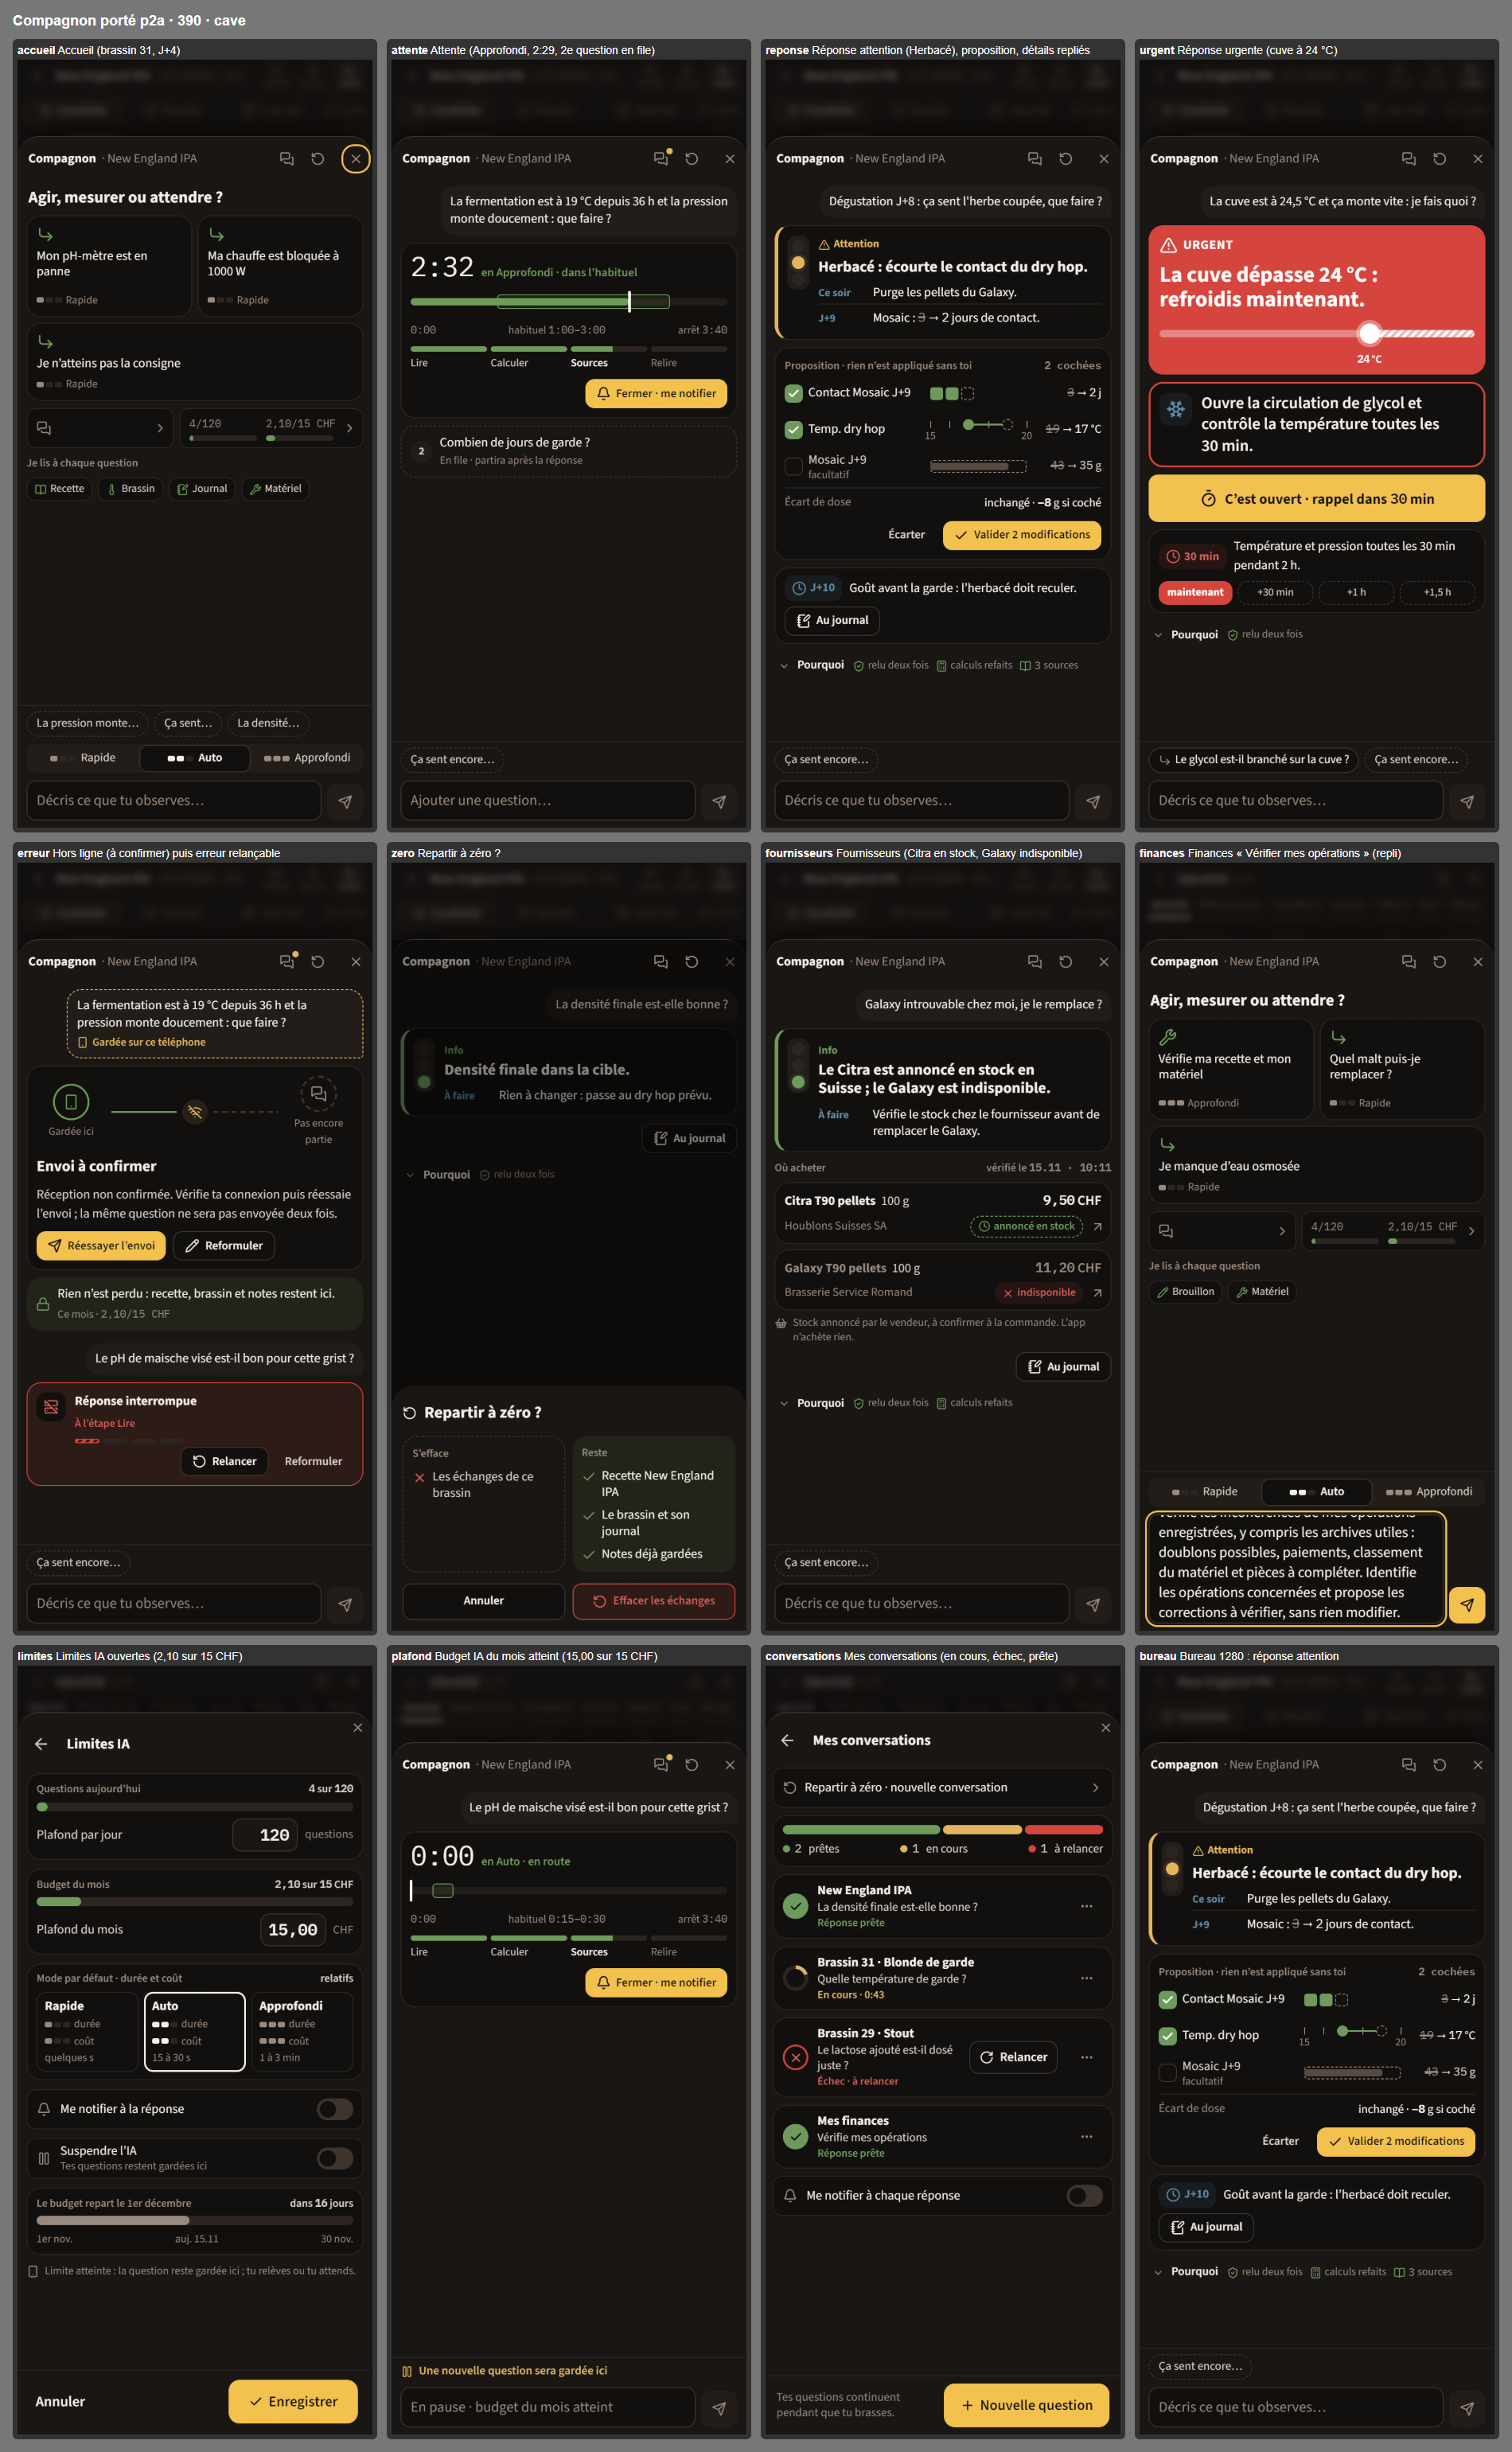 Compagnon porté p2a · 390 · cave
accueil Accueil (brassin 31, J+4)
Compagnon · New England IPA
Agir, mesurer ou attendre ?
Mon pH-mètre est en
panne
Rapide
Ma chauffe est bloquée à
1000 W
Rapide
Je n'atteins pas la consigne
Rapide
4/120
2,10/15 CHF
Je lis à chaque question
Recette
Brassin
Journal
Matériel
La pression monte…
Ça sent…
La densité…
Rapide
Auto
Approfondi
Décris ce que tu observes…
attente Attente (Approfondi, 2:29, 2e question en file)
Compagnon · New England IPA
La fermentation est à 19 °C depuis 36 h et la pression
monte doucement : que faire ?
2:32 en Approfondi · dans l'habituel
0:00 habituel 1:00–3:00 arrêt 3:40
Lire Calculer Sources Relire
Fermer · me notifier
2
Combien de jours de garde ?
En file · partira après la réponse
Ça sent encore…
Ajouter une question…
reponse Réponse attention (Herbacé), proposition, détails repliés
Compagnon · New England IPA
Dégustation J+8 : ça sent l'herbe coupée, que faire ?
Attention
Herbacé : écourte le contact du dry hop.
Ce soir Purge les pellets du Galaxy.
J+9 Mosaic : 3 → 2 jours de contact.
Proposition · rien n'est appliqué sans toi 2 cochées
Contact Mosaic J+9 3 → 2 j
Temp. dry hop 15 20 19 → 17 °C
Mosaic J+9
facultatif
43 → 35 g
Écart de dose inchangé · −8 g si coché
Écarter
Valider 2 modifications
J+10 Goût avant la garde : l'herbacé doit reculer.
Au journal
Pourquoi relu deux fois calculs refaits 3 sources
Ça sent encore…
Décris ce que tu observes…
urgent Réponse urgente (cuve à 24 °C)
Compagnon · New England IPA
La cuve est à 24,5 °C et ça monte vite : je fais quoi ?
URGENT
La cuve dépasse 24 °C :
refroidis maintenant.
24 °C
Ouvre la circulation de glycol et
contrôle la température toutes les
30 min.
C'est ouvert · rappel dans 30 min
30 min
Température et pression toutes les 30 min
pendant 2 h.
maintenant +30 min +1 h +1,5 h
Pourquoi relu deux fois
Le glycol est-il branché sur la cuve ?
Ça sent encore…
Décris ce que tu observes…
erreur Hors ligne (à confirmer) puis erreur relançable
Compagnon · New England IPA
La fermentation est à 19 °C depuis 36 h et la
pression monte doucement : que faire ?
Gardée sur ce téléphone
Gardée ici
Pas encore
partie
Envoi à confirmer
Réception non confirmée. Vérifie ta connexion puis réessaie
l'envoi ; la même question ne sera pas envoyée deux fois.
Réessayer l'envoi
Reformuler
Rien n'est perdu : recette, brassin et notes restent ici.
Ce mois · 2,10/15 CHF
Le pH de maische visé est-il bon pour cette grist ?
Réponse interrompue
À l'étape Lire
Relancer
Reformuler
Ça sent encore…
Décris ce que tu observes…
zero Repartir à zéro ?
Compagnon · New England IPA
La densité finale est-elle bonne ?
Info
Densité finale dans la cible.
À faire Rien à changer : passe au dry hop prévu.
Au journal
Pourquoi relu deux fois
Repartir à zéro ?
S'efface
Les échanges de ce
brassin
Reste
Recette New England
IPA
Le brassin et son
journal
Notes déjà gardées
Annuler
Effacer les échanges
fournisseurs Fournisseurs (Citra en stock, Galaxy indisponible)
Compagnon · New England IPA
Galaxy introuvable chez moi, je le remplace ?
Info
Le Citra est annoncé en stock en
Suisse ; le Galaxy est indisponible.
À faire Vérifie le stock chez le fournisseur avant de
remplacer le Galaxy.
Où acheter vérifié le 15.11 · 10:11
Citra T90 pellets 100 g 9,50 CHF
Houblons Suisses SA annoncé en stock
Galaxy T90 pellets 100 g 11,20 CHF
Brasserie Service Romand indisponible
Stock annoncé par le vendeur, à confirmer à la commande. L'app
n'achète rien.
Au journal
Pourquoi relu deux fois calculs refaits
Ça sent encore…
Décris ce que tu observes…
finances Finances « Vérifier mes opérations » (repli)
Compagnon · New England IPA
Agir, mesurer ou attendre ?
Vérifie ma recette et mon
matériel
Approfondi
Quel malt puis-je
remplacer ?
Rapide
Je manque d'eau osmosée
Rapide
4/120
2,10/15 CHF
Je lis à chaque question
Brouillon
Matériel
Rapide
Auto
Approfondi
enregistrées, y compris les archives utiles :
doublons possibles, paiements, classement
du matériel et pièces à compléter. Identifie
les opérations concernées et propose les
corrections à vérifier, sans rien modifier.
limites Limites IA ouvertes (2,10 sur 15 CHF)
Limites IA
Questions aujourd'hui 4 sur 120
Plafond par jour 120 questions
Budget du mois 2,10 sur 15 CHF
Plafond du mois 15,00 CHF
Mode par défaut · durée et coût relatifs
Rapide
durée
coût
quelques s
Auto
durée
coût
15 à 30 s
Approfondi
durée
coût
1 à 3 min
Me notifier à la réponse
Suspendre l'IA
Tes questions restent gardées ici
Le budget repart le 1er décembre dans 16 jours
1er nov. auj. 15.11 30 nov.
Limite atteinte : la question reste gardée ici ; tu relèves ou tu attends.
Annuler
Enregistrer
plafond Budget IA du mois atteint (15,00 sur 15 CHF)
Compagnon · New England IPA
Le pH de maische visé est-il bon pour cette grist ?
0:00 en Auto · en route
0:00 habituel 0:15–0:30 arrêt 3:40
Lire Calculer Sources Relire
Fermer · me notifier
Une nouvelle question sera gardée ici
En pause · budget du mois atteint
conversations Mes conversations (en cours, échec, prête)
Mes conversations
Repartir à zéro · nouvelle conversation
2 prêtes 1 en cours 1 à relancer
New England IPA
La densité finale est-elle bonne ?
Réponse prête
Brassin 31 · Blonde de garde
Quelle température de garde ?
En cours · 0:43
Brassin 29 · Stout
Le lactose ajouté est-il dosé
juste ?
Échec · à relancer
Relancer
Mes finances
Vérifie mes opérations
Réponse prête
Me notifier à chaque réponse
Tes questions continuent
pendant que tu brasses.
Nouvelle question
bureau Bureau 1280 : réponse attention
Compagnon · New England IPA
Dégustation J+8 : ça sent l'herbe coupée, que faire ?
Attention
Herbacé : écourte le contact du dry hop.
Ce soir Purge les pellets du Galaxy.
J+9 Mosaic : 3 → 2 jours de contact.
Proposition · rien n'est appliqué sans toi 2 cochées
Contact Mosaic J+9 3 → 2 j
Temp. dry hop 15 20 19 → 17 °C
Mosaic J+9
facultatif
43 → 35 g
Écart de dose inchangé · −8 g si coché
Écarter
Valider 2 modifications
J+10 Goût avant la garde : l'herbacé doit reculer.
Au journal
Pourquoi relu deux fois calculs refaits 3 sources
Ça sent encore…
Décris ce que tu observes…